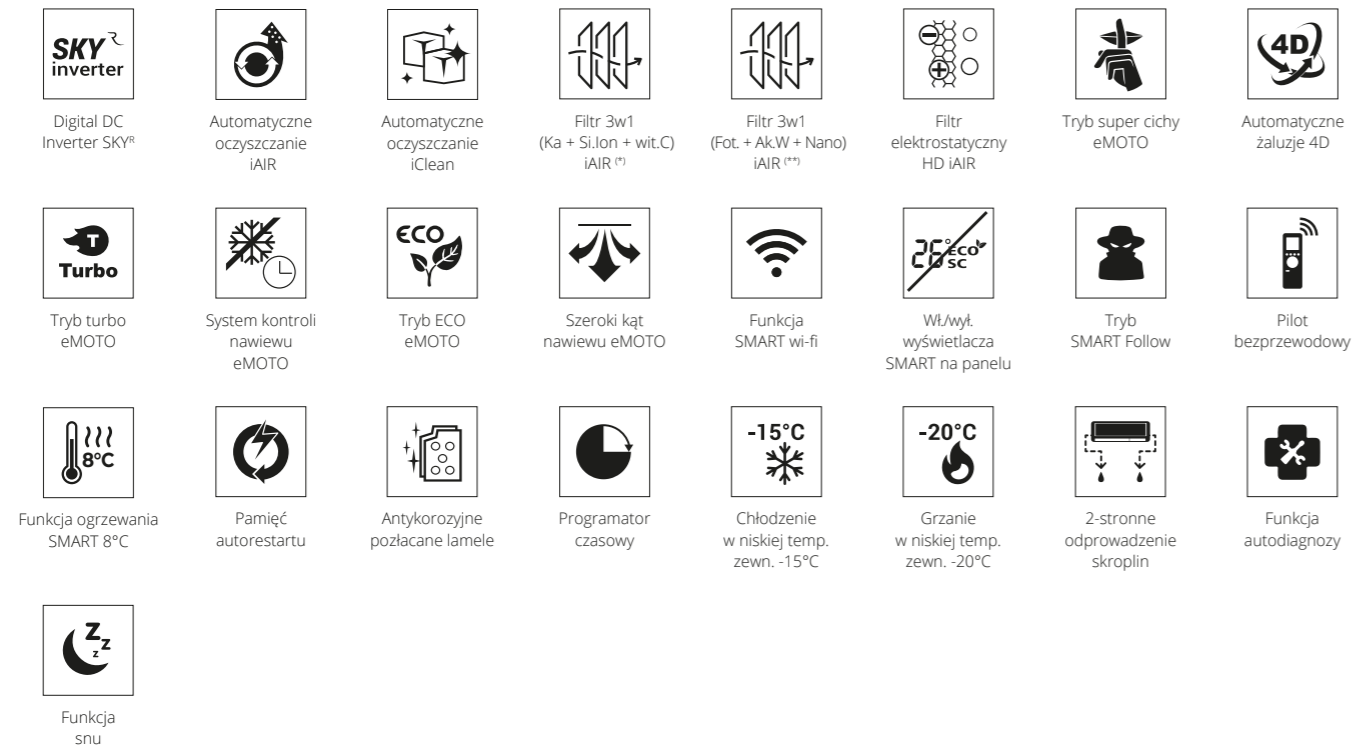 SKY R
inverter
Digital DC
Inverter SKYᴿ
Automatyczne
oczyszczanie
iAIR
Automatyczne
oczyszczanie
iClean
Filtr 3w1
(Ka + Si.Ion + wit.C)
iAIR (*)
Filtr 3w1
(Fot. + Ak.W + Nano)
iAIR (**)
Filtr
elektrostatyczny
HD iAIR
Tryb super cichy
eMOTO
4D
Automatyczne
żaluzje 4D
T
Turbo
Tryb turbo
eMOTO
System kontroli
nawiewu
eMOTO
ECO
Tryb ECO
eMOTO
Szeroki kąt
nawiewu eMOTO
Funkcja
SMART wi-fi
26° ECO
SC
Wł./wył.
wyświetlacza
SMART na panelu
Tryb
SMART Follow
Pilot
bezprzewodowy
8°C
Funkcja ogrzewania
SMART 8°C
Pamięć
autorestartu
Antykorozyjne
pozłacane lamele
Programator
czasowy
-15°C
Chłodzenie
w niskiej temp.
zewn. -15°C
-20°C
Grzanie
w niskiej temp.
zewn. -20°C
2-stronne
odprowadzenie
skroplin
Funkcja
autodiagnozy
Z z z
Funkcja
snu